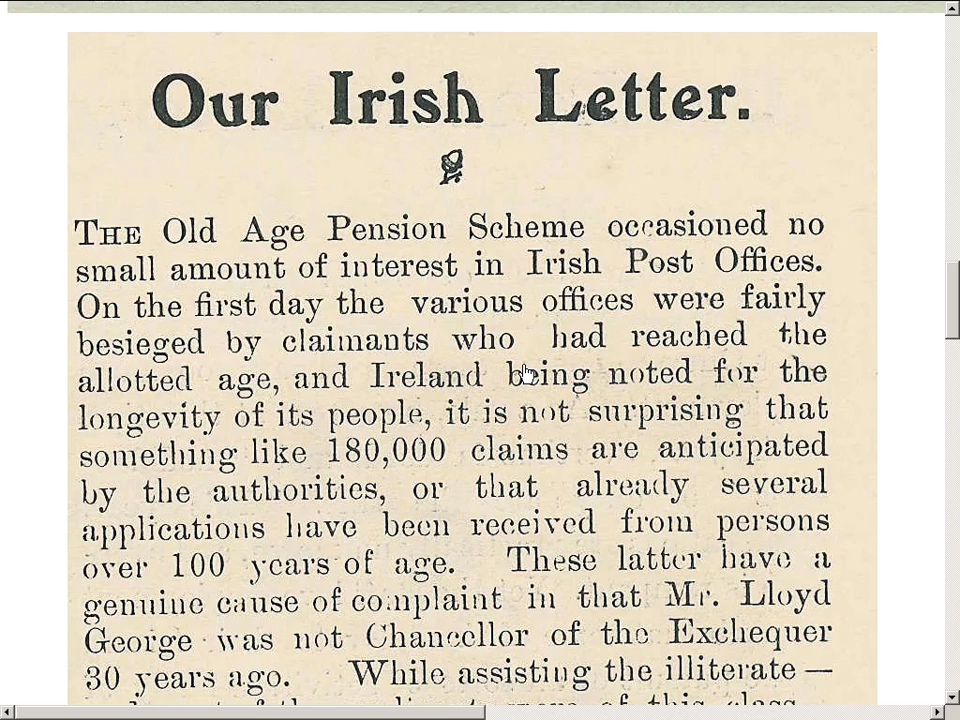 Our Irish Letter.
THE Old Age Pension Scheme occasioned no
small amount of interest in Irish Post Offices.
On the first day the various offices were fairly
besieged by claimants who had reached the
allotted age, and Ireland being noted for the
longevity of its people, it is not surprising that
something like 180,000 claims are anticipated
by the authorities, or that already several
applications have been received from persons
over 100 years of age. These latter have a
genuine cause of complaint in that Mr. Lloyd
George was not Chancellor of the Exchequer
30 years ago. While assisting the illiterate—
of this class